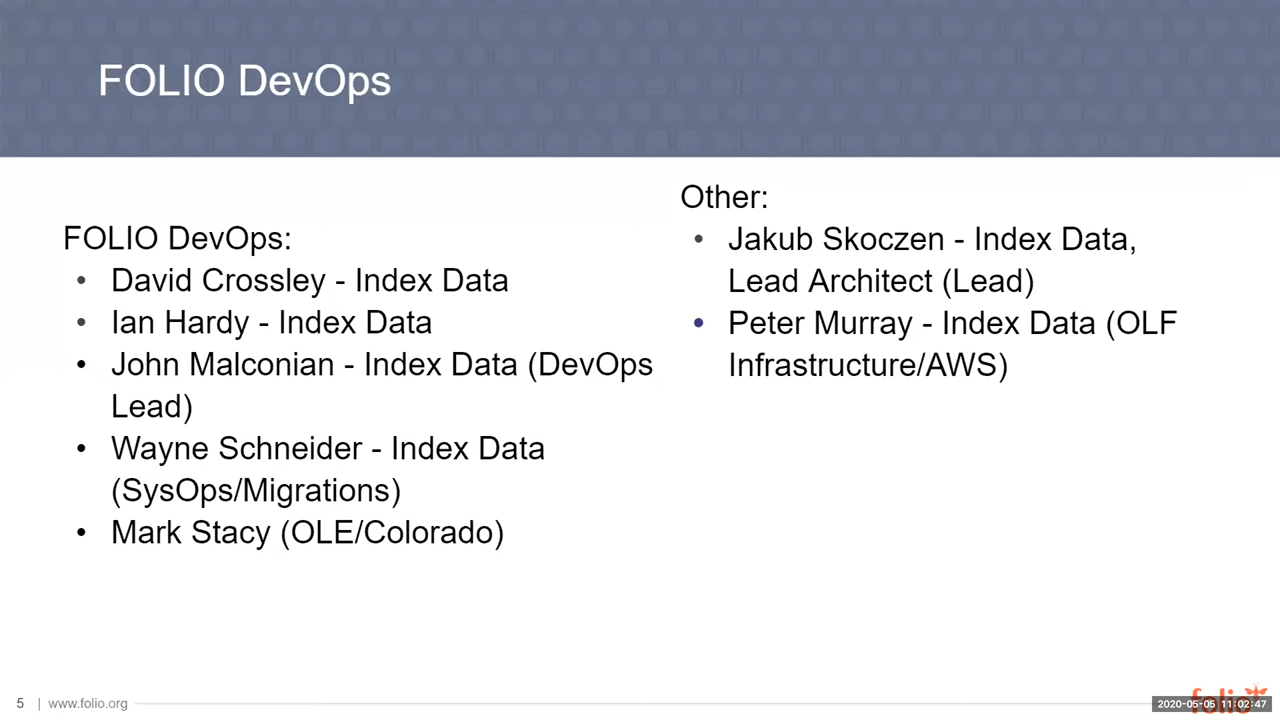 FOLIO DevOps
FOLIO DevOps:
• David Crossley - Index Data
• Ian Hardy - Index Data
• John Malconian - Index Data (DevOps
Lead)
• Wayne Schneider - Index Data
(SysOps/Migrations)
• Mark Stacy (OLE/Colorado)
Other:
• Jakub Skoczen - Index Data,
Lead Architect (Lead)
• Peter Murray - Index Data (OLF
Infrastructure/AWS)
5 | www.folio.org
folio
2020-05-05 11:02:47